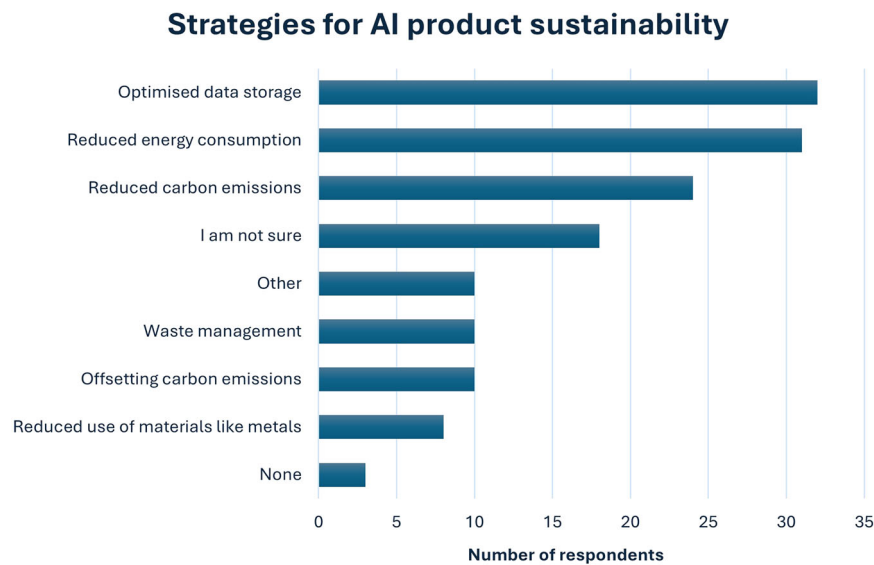 Strategies for AI product sustainability
Optimised data storage
Reduced energy consumption
Reduced carbon emissions
I am not sure
Other
Waste management
Offsetting carbon emissions
Reduced use of materials like metals
None
0 5 10 15 20 25 30 35
Number of respondents